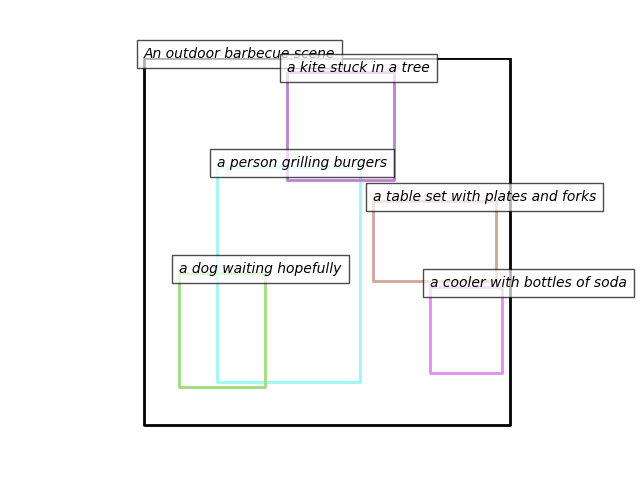 An outdoor barbecue scene
a kite stuck in a tree
a person grilling burgers
a table set with plates and forks
a dog waiting hopefully
a cooler with bottles of soda